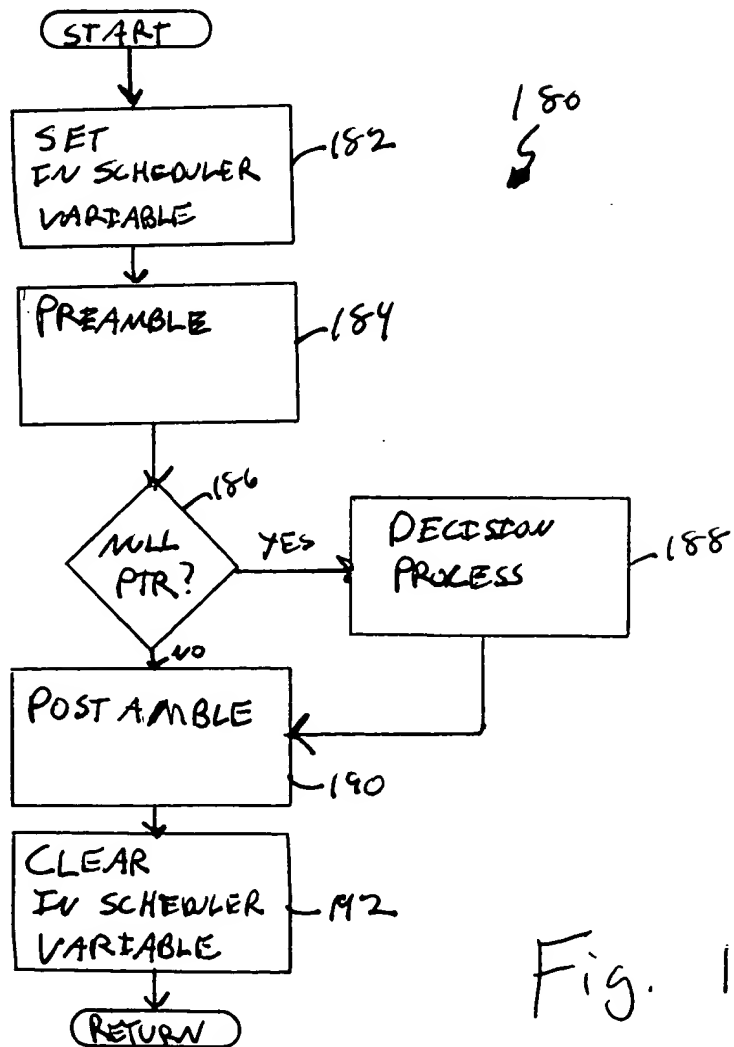 START
180
SET
IN SCHEDULER
VARIABLE
182
PREAMBLE
184
186
NULL
PTR?
YES
DECISION
PROCESS
188
NO
POSTAMBLE
190
CLEAR
IN SCHEDULER
VARIABLE
192
RETURN
Fig. 1